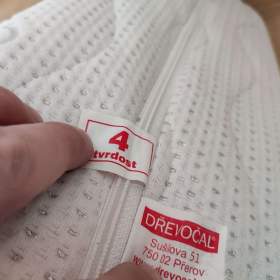 4
tvrdost
DŘEVOČAL®
Sušilova 51
750 02 Přerov